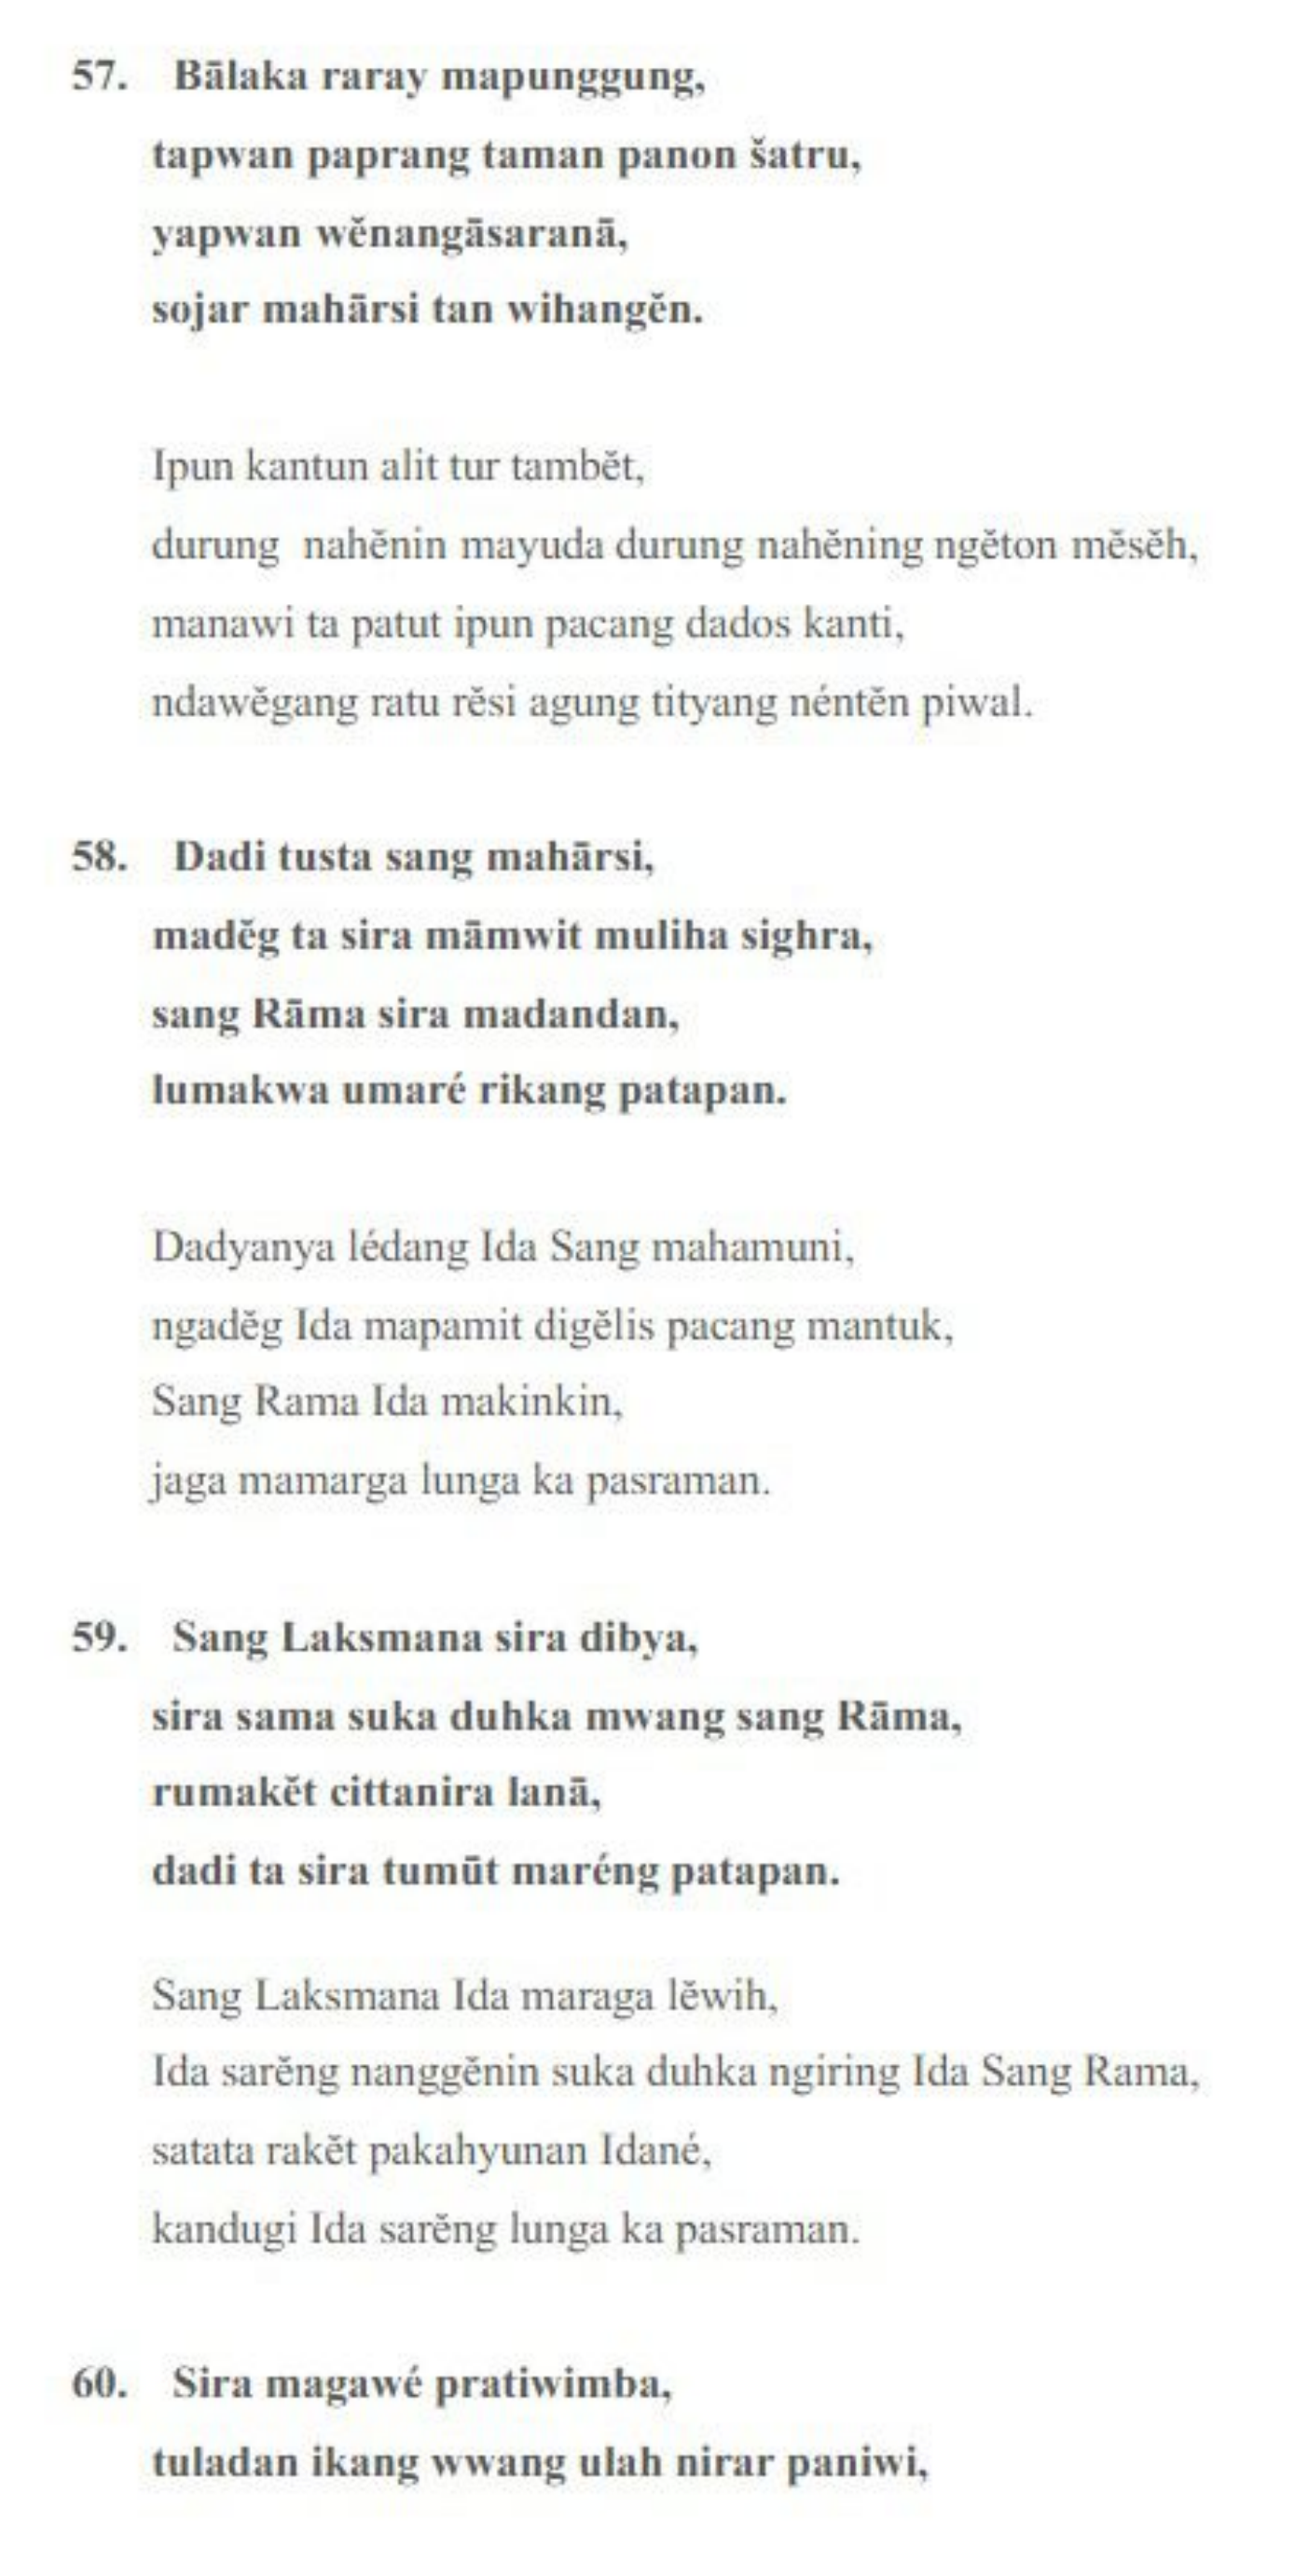 57. Bālaka raray mapunggung,
tapwan paprang taman panon šatru,
yapwan wĕnangāsaranā,
sojar mahārsi tan wihangĕn.
Ipun kantun alit tur tambĕt,
durung nahĕnin mayuda durung nahĕning ngĕton mĕsĕh,
manawi ta patut ipun pacang dados kanti,
ndawĕgang ratu rĕsi agung tityang néntĕn piwal.
58. Dadi tusta sang mahārsi,
madĕg ta sira māmwit muliha sighra,
sang Rāma sira madandan,
lumakwa umaré rikang patapan.
Dadyanya lédang Ida Sang mahamuni,
ngadĕg Ida mapamit digĕlis pacang mantuk,
Sang Rama Ida makinkin,
jaga mamarga lunga ka pasraman.
59. Sang Laksmana sira dibya,
sira sama suka duhka mwang sang Rāma,
rumakĕt cittanira lanā,
dadi ta sira tumūt maréng patapan.
Sang Laksmana Ida maraga lĕwih,
Ida sarĕng nanggĕnin suka duhka ngiring Ida Sang Rama,
satata rakĕt pakahyunan Idané,
kandugi Ida sarĕng lunga ka pasraman.
60. Sira magawé pratiwimba,
tuladan ikang wwang ulah nirar paniwi,